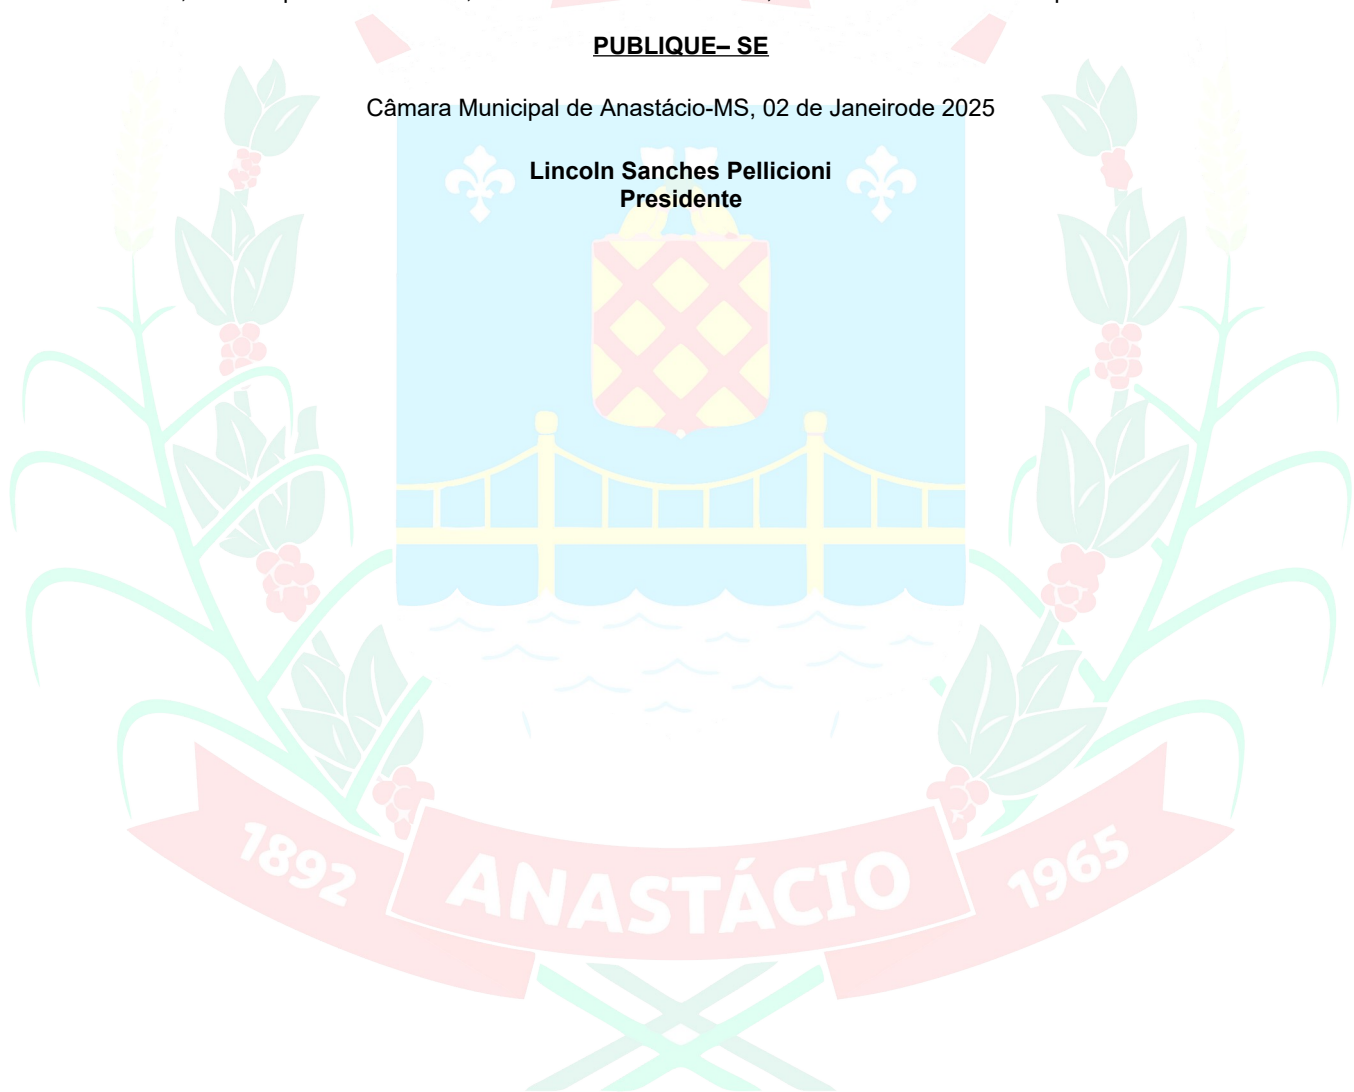 PUBLIQUE– SE
Câmara Municipal de Anastácio-MS, 02 de Janeirode 2025
Lincoln Sanches Pellicioni
Presidente
1892
ANASTÁCIO
1965